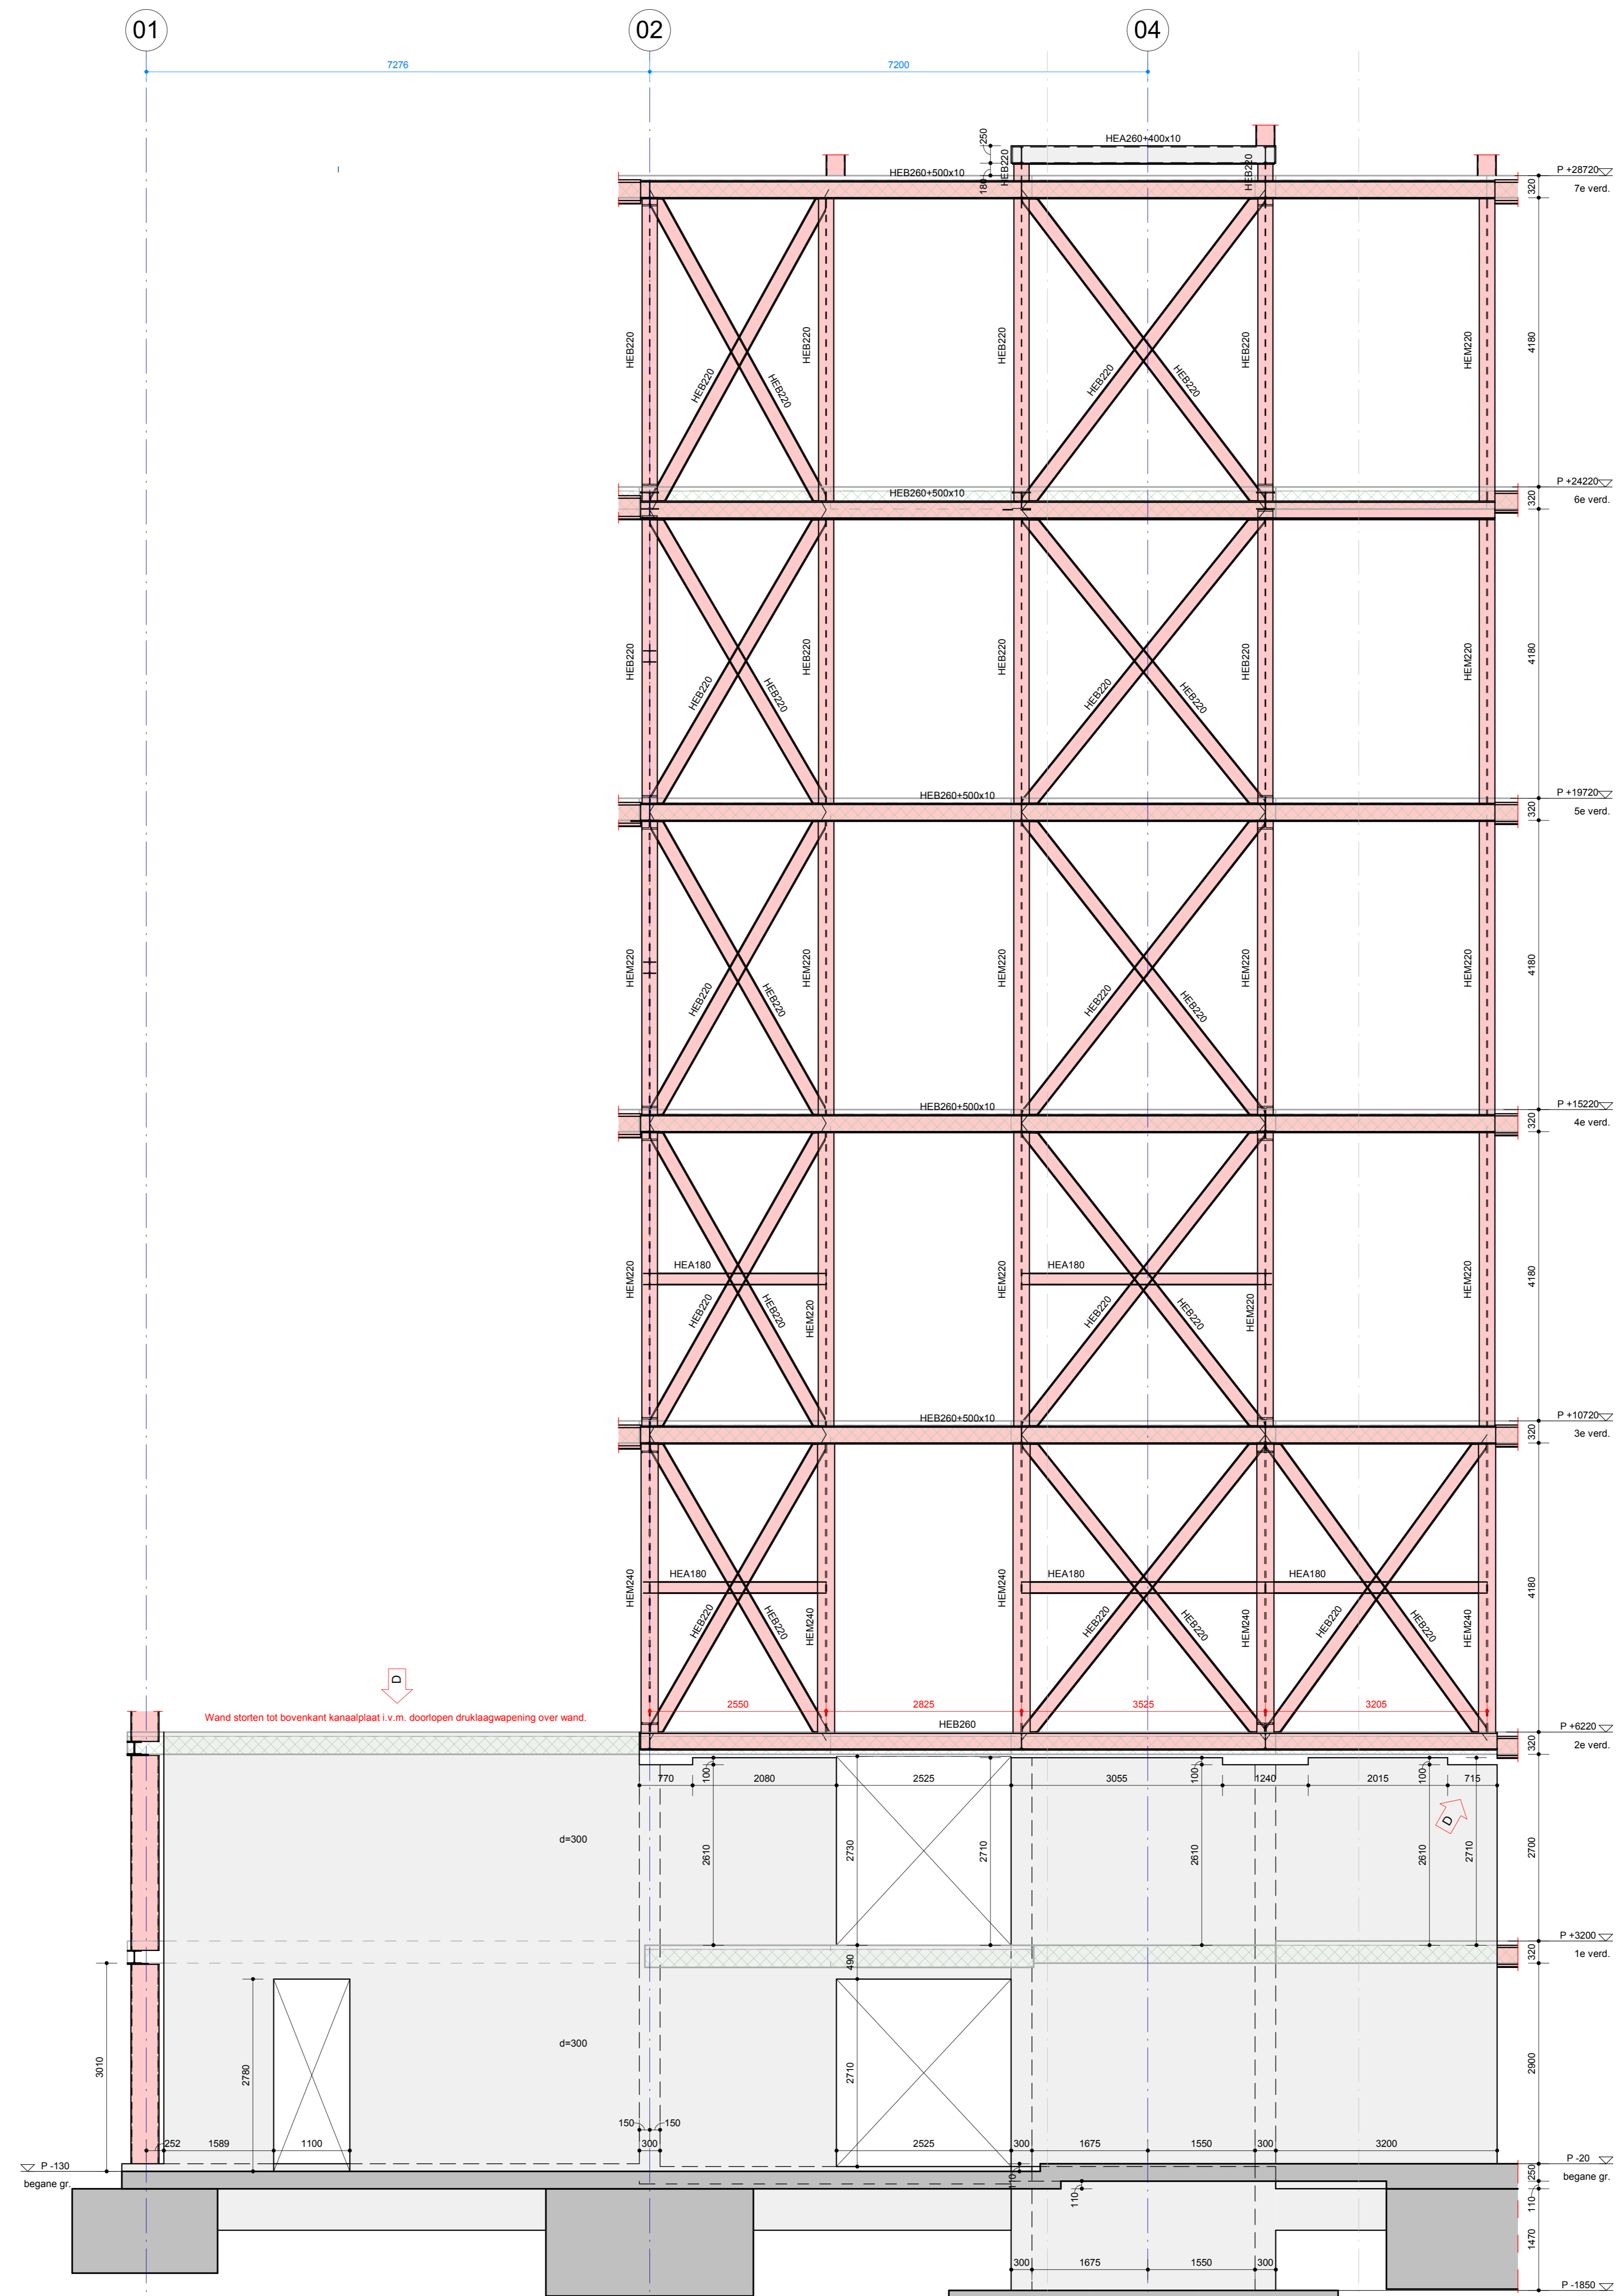 01
02
04
7276
7200
HEA260+400x10
250
180
HEB220
HEB220
HEB260+500x10
P +28720
320
7e verd.
HEB220
HEB220
HEB220
HEB220
HEB220
HEB220
HEB220
HEB220
HEM220
4180
HEB260+500x10
P +24220
320
6e verd.
HEB220
HEB220
HEB220
HEB220
HEB220
HEB220
HEB220
HEB220
HEM220
4180
HEB260+500x10
P +19720
320
5e verd.
HEM220
HEB220
HEB220
HEM220
HEM220
HEB220
HEB220
HEM220
HEM220
4180
HEB260+500x10
P +15220
320
4e verd.
HEA180
HEA180
HEM220
HEB220
HEB220
HEM220
HEM220
HEB220
HEB220
HEM220
HEM220
4180
HEB260+500x10
P +10720
320
3e verd.
HEA180
HEA180
HEA180
HEM240
HEB220
HEB220
HEM240
HEM240
HEB220
HEB220
HEM240
HEB220
HEB220
HEM240
4180
D
Wand storten tot bovenkant kanaalplaat i.v.m. doorlopen druklaagwapening over wand.
2550
2825
3525
3205
HEB260
P +6220
320
2e verd.
770
100
2080
2525
3055
100
1240
2015
100
715
D
d=300
2610
2730
2710
2610
2610
2710
2700
P +3200
320
1e verd.
490
d=300
3010
2780
2710
2900
150
150
252
1589
1100
300
2525
300
1675
1550
300
3200
P -130
begane gr.
110
110
P -20
250
begane gr.
110
1470
300
1675
1550
300
P -1850